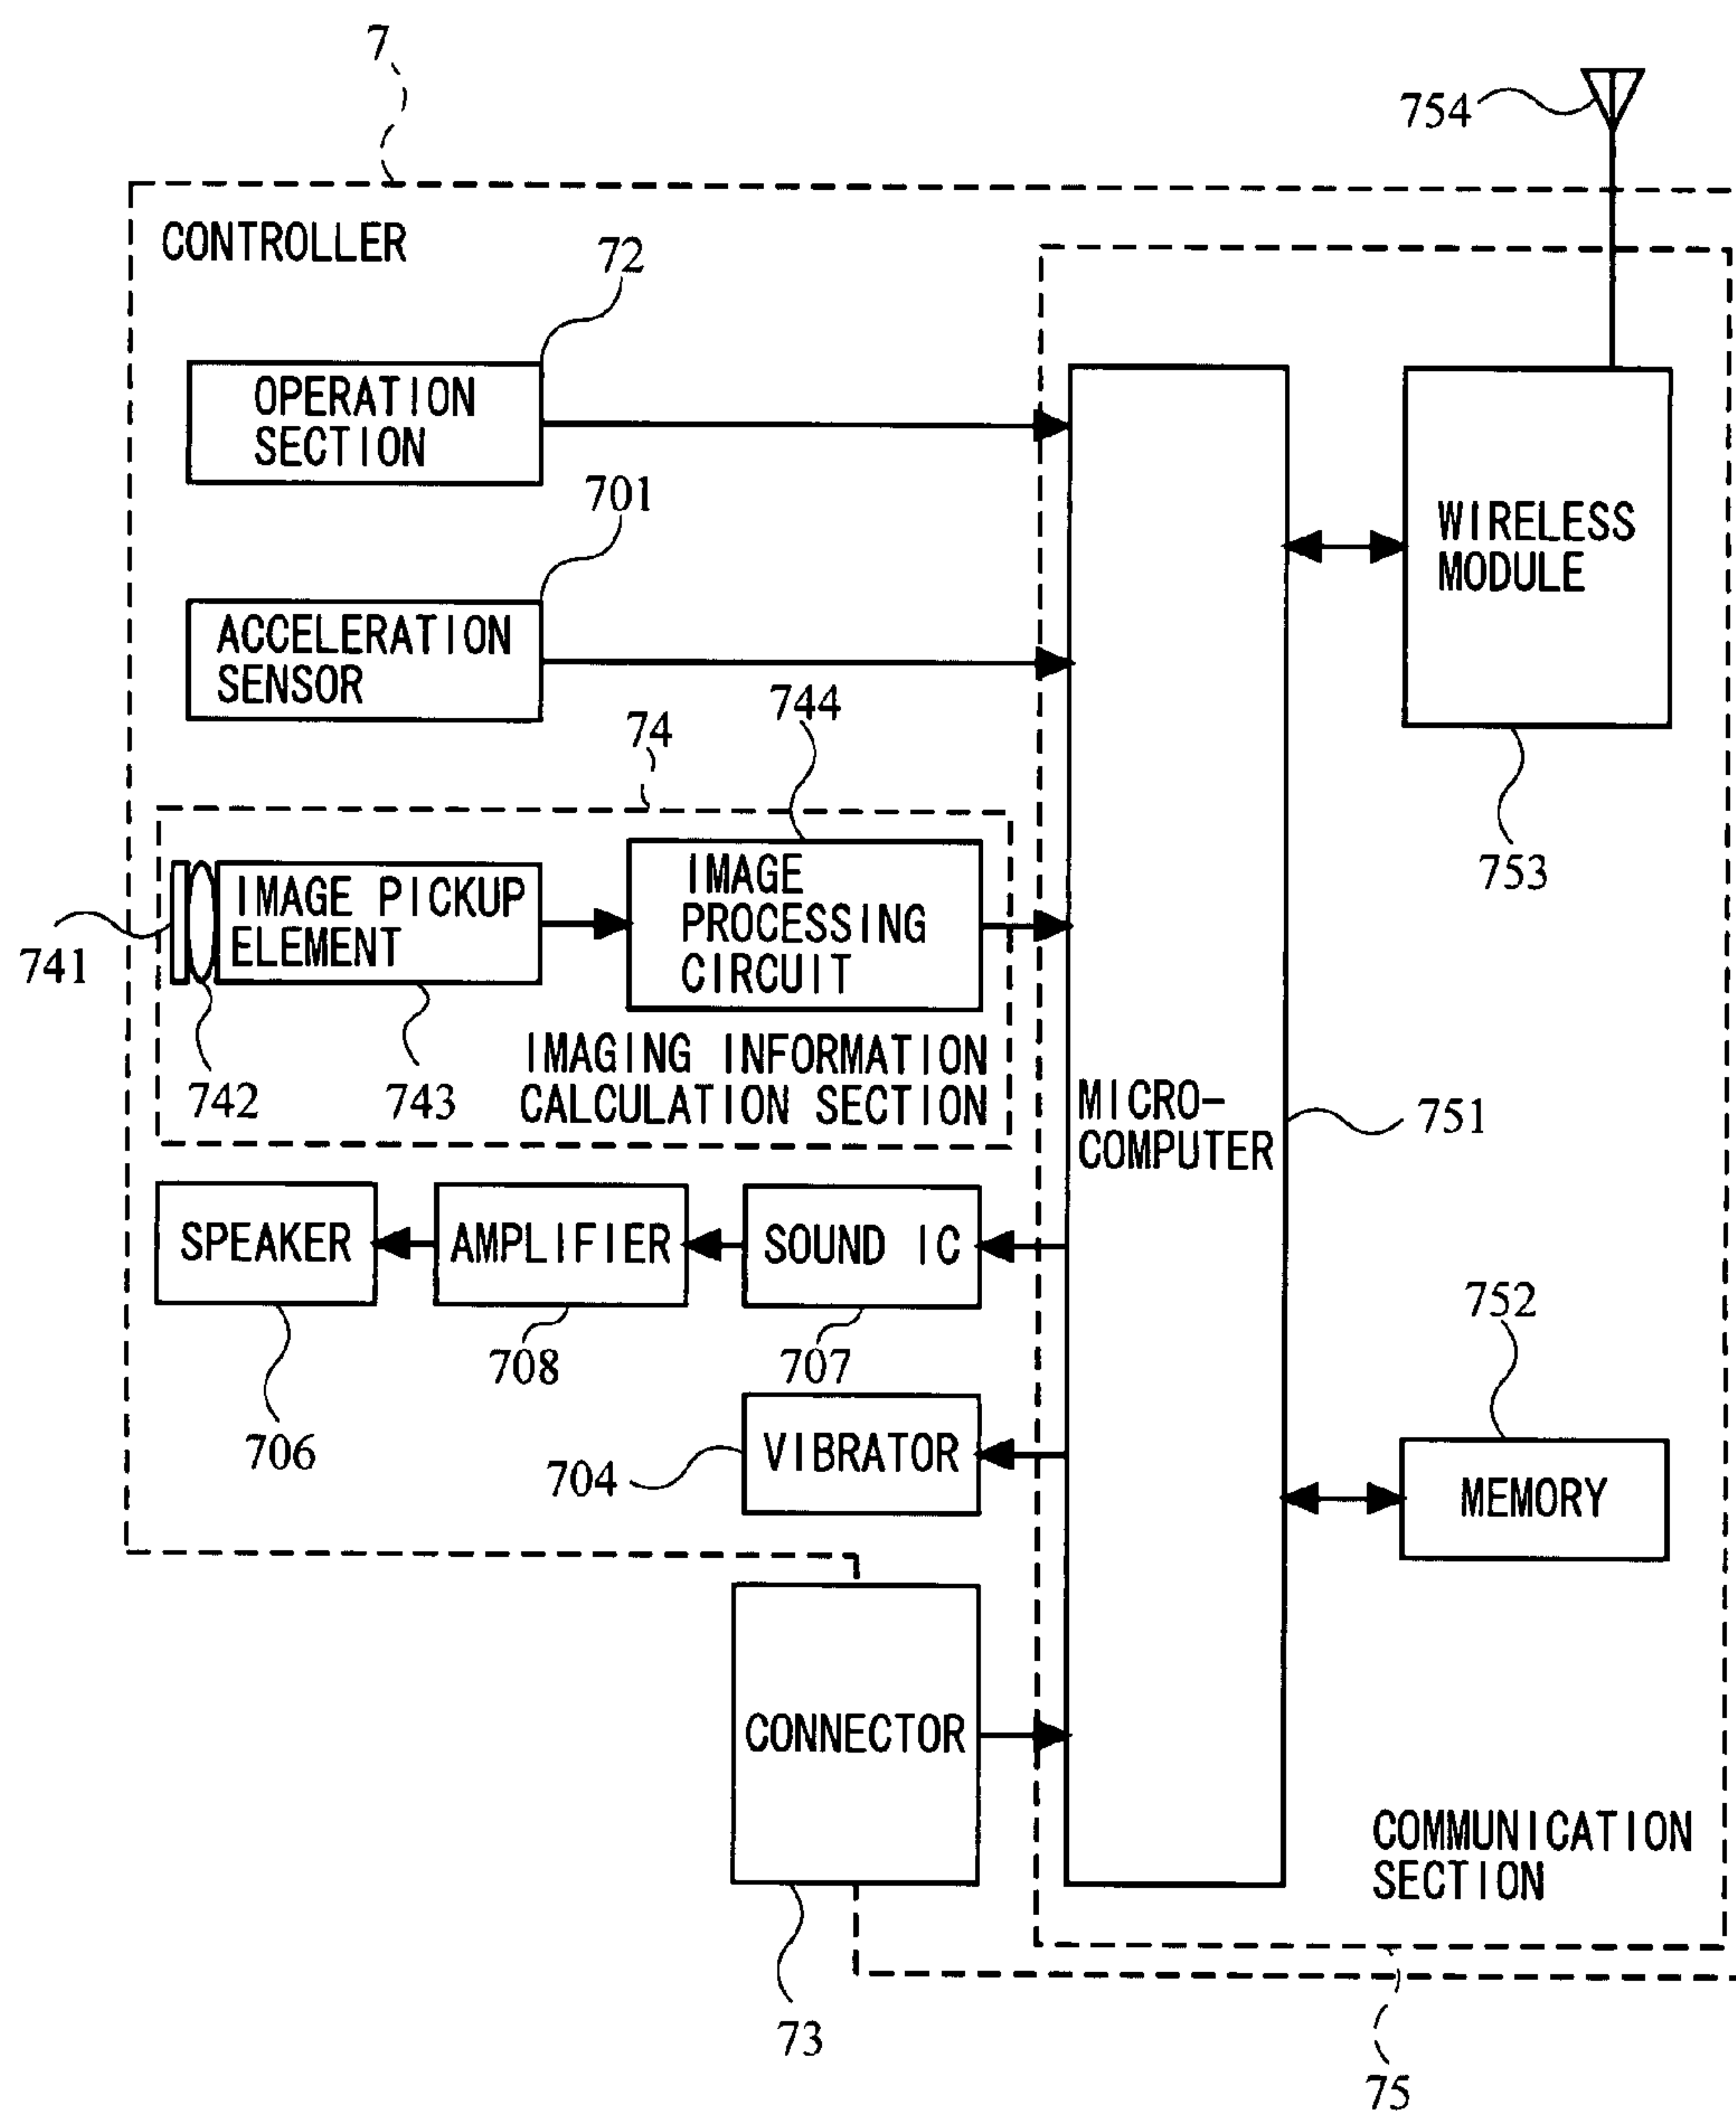 7
754
CONTROLLER
72
OPERATION
SECTION
701
WIRELESS
MODULE
ACCELERATION
SENSOR
744
74
753
IMAGE PICKUP
ELEMENT
IMAGE
PROCESSING
CIRCUIT
741
742
743
IMAGING INFORMATION
CALCULATION SECTION
MICRO-
COMPUTER
751
SPEAKER
AMPLIFIER
SOUND IC
752
708
707
706
704
VIBRATOR
MEMORY
CONNECTOR
COMMUNICATION
SECTION
73
75